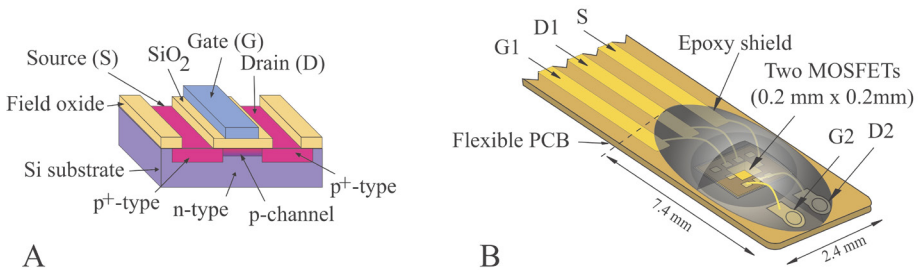 Gate (G)
SiO2
Source (S)
Drain (D)
Field oxide
Si substrate
p+-type
n-type
p-channel
p+-type
A
S
D1
G1
Epoxy shield
Two MOSFETs
(0.2 mm x 0.2mm)
G2
D2
Flexible PCB
7.4 mm
2.4 mm
B